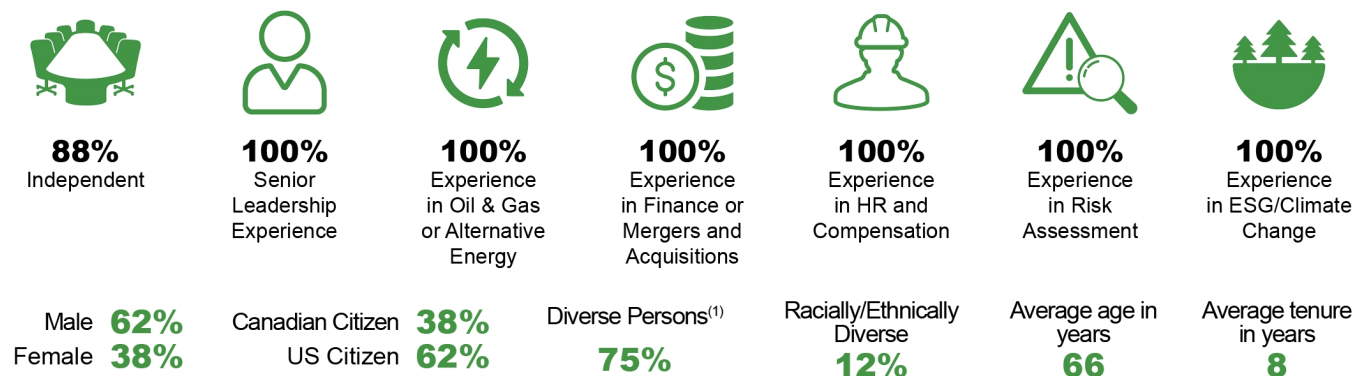 88%
Independent
100%
Senior
Leadership
Experience
100%
Experience
in Oil & Gas
or Alternative
Energy
100%
Experience
in Finance or
Mergers and
Acquisitions
100%
Experience
in HR and
Compensation
100%
Experience
in Risk
Assessment
100%
Experience
in ESG/Climate
Change
Male 62%
Female 38%
Canadian Citizen 38%
US Citizen 62%
Diverse Persons(1)
75%
Racially/Ethnically
Diverse
12%
Average age in
years
66
Average tenure
in years
8